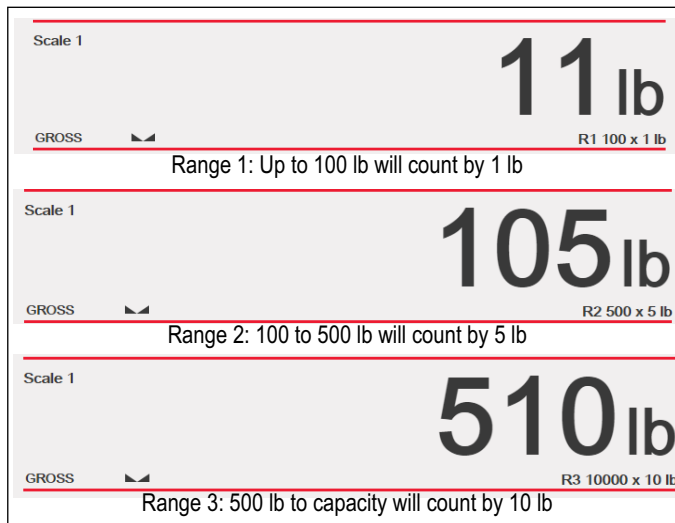 Scale 1
11 lb
GROSS R1 100 x 1 lb
Range 1: Up to 100 lb will count by 1 lb
Scale 1
105 lb
GROSS R2 500 x 5 lb
Range 2: 100 to 500 lb will count by 5 lb
Scale 1
510 lb
GROSS R3 10000 x 10 lb
Range 3: 500 lb to capacity will count by 10 lb